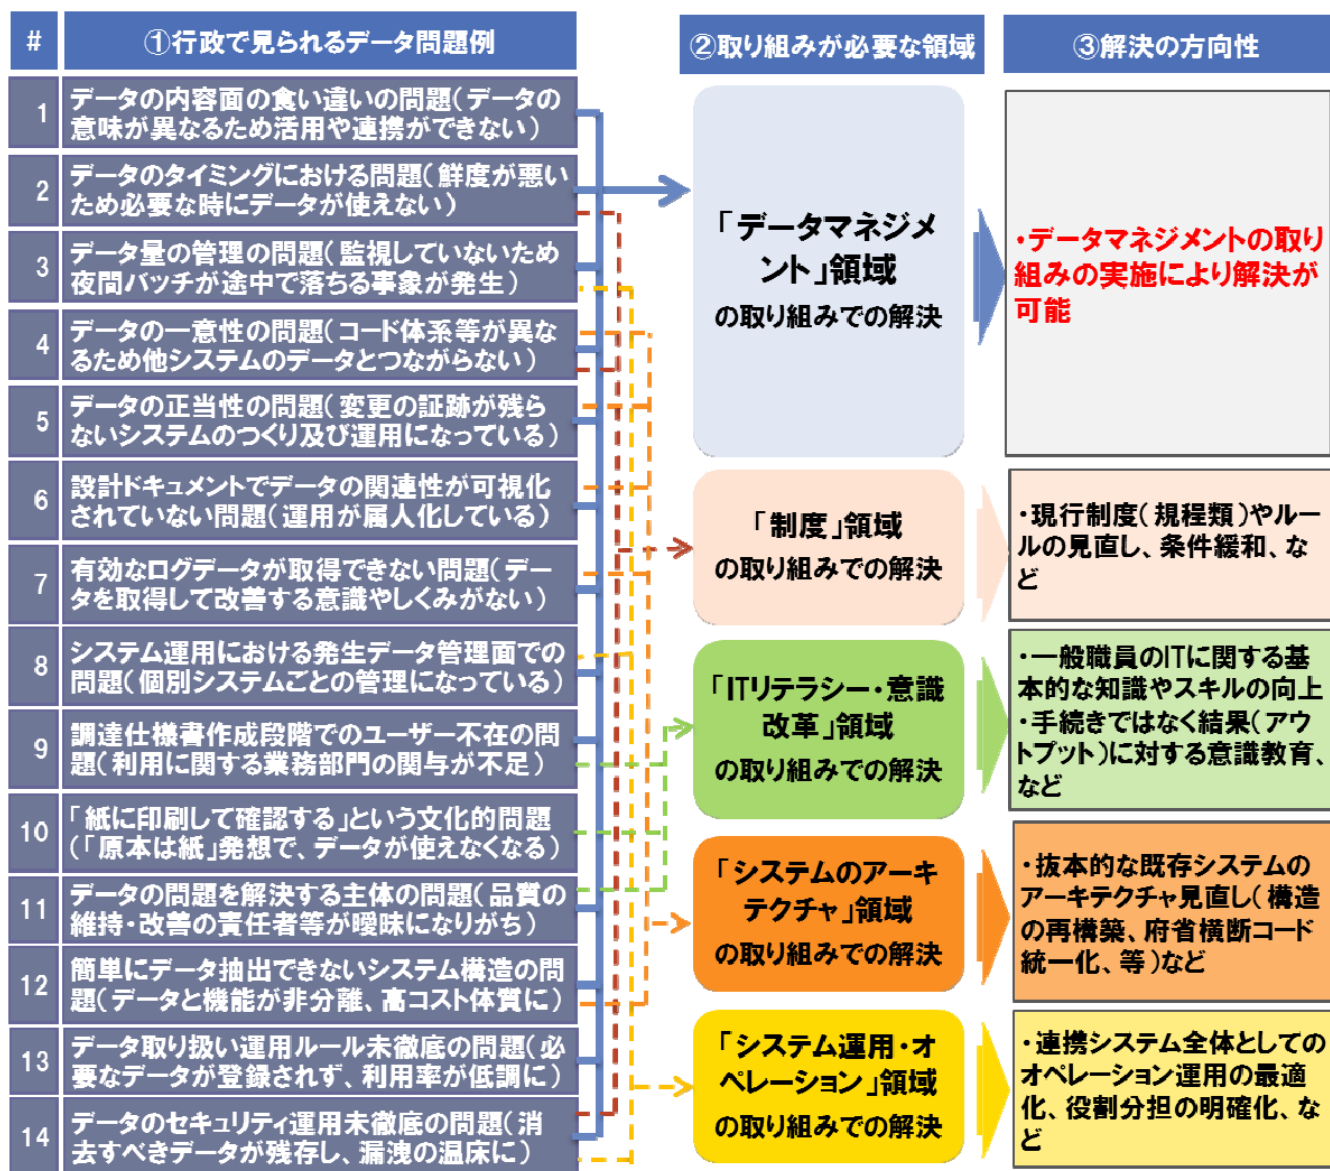 #
①行政で見られるデータ問題例
②取り組みが必要な領域
③解決の方向性
1
データの内容面の食い違いの問題(データの
意味が異なるため活用や連携ができない)
2
データのタイミングにおける問題(鮮度が悪い
ため必要な時にデータが使えない)
3
データ量の管理の問題(監視していないため
夜間バッチが途中で落ちる事象が発生)
4
データの一意性の問題(コード体系等が異な
るため他システムのデータとつながらない)
5
データの正当性の問題(変更の証跡が残ら
ないシステムのつくり及び運用になっている)
6
設計ドキュメントでデータの関連性が可視化
されていない問題(運用が属人化している)
7
有効なログデータが取得できない問題(デー
タを取得して改善する意識やしくみがない)
8
システム運用における発生データ管理面での
問題(個別システムごとの管理になっている)
9
調達仕様書作成段階でのユーザー不在の問
題(利用に関する業務部門の関与が不足)
10
「紙に印刷して確認する」という文化的問題
(「原本は紙」発想で、データが使えなくなる)
11
データの問題を解決する主体の問題(品質の
維持・改善の責任者等が曖昧になりがち)
12
簡単にデータ抽出できないシステム構造の問
題(データと機能が非分離、高コスト体質に)
13
データ取り扱い運用ルール未徹底の問題(必
要なデータが登録されず、利用率が低調に)
14
データのセキュリティ運用未徹底の問題(消
去すべきデータが残存し、漏洩の温床に)
「データマネジメ
ント」領域
の取り組みでの解決
・データマネジメントの取り
組みの実施により解決が
可能
「制度」領域
の取り組みでの解決
・現行制度(規程類)やルー
ルの見直し、条件緩和、な
ど
「ITリテラシー・意識
改革」領域
の取り組みでの解決
・一般職員のITに関する基
本的な知識やスキルの向上
・手続きではなく結果(アウ
トプット)に対する意識教育、
など
「システムのアーキ
テクチャ」領域
の取り組みでの解決
・抜本的な既存システムの
アーキテクチャ見直し(構造
の再構築、府省横断コード
統一化、等)など
「システム運用・オ
ペレーション」領域
の取り組みでの解決
・連携システム全体としての
オペレーション運用の最適
化、役割分担の明確化、な
ど